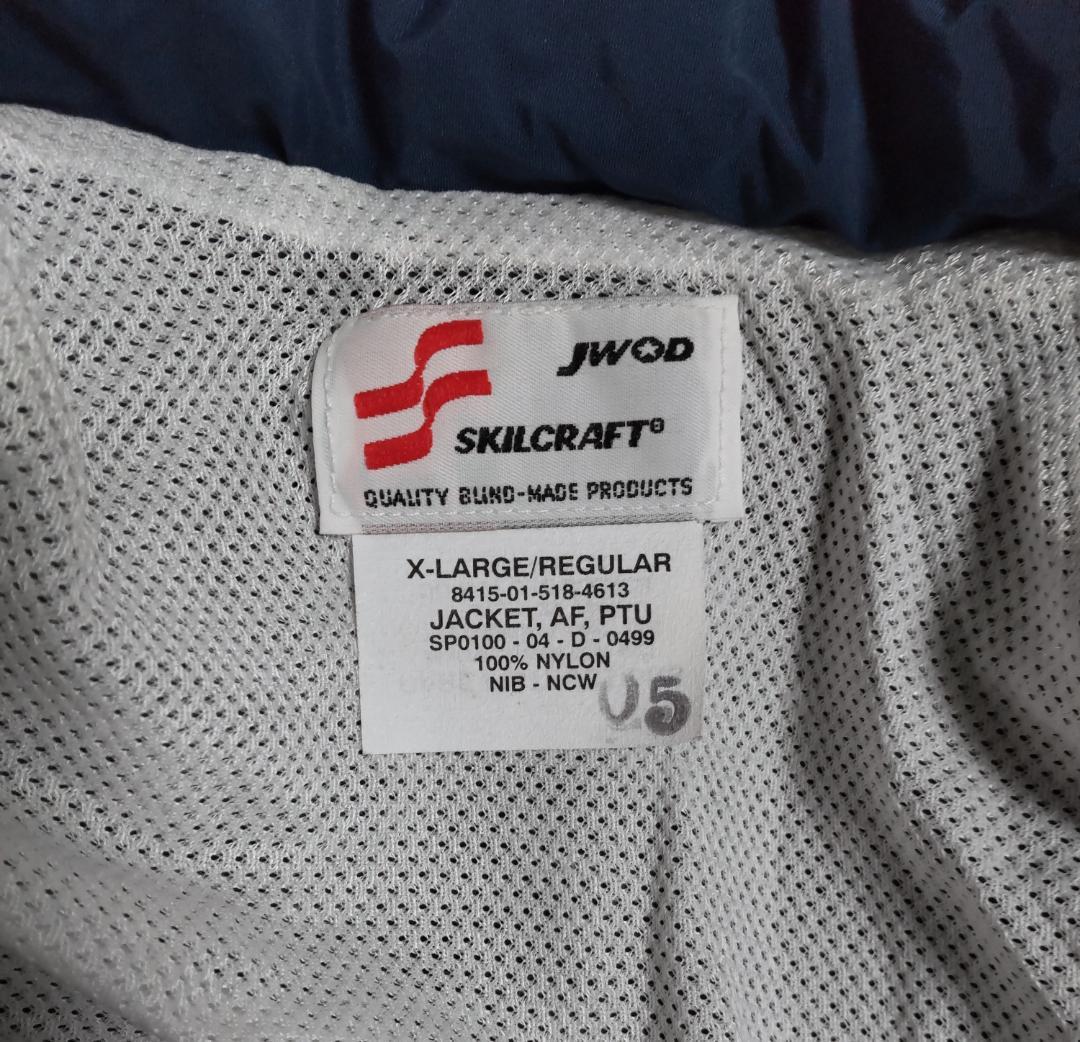 JWOD
SKILCRAFT®
QUALITY BLIND-MADE PRODUCTS
X-LARGE/REGULAR
8415-01-518-4613
JACKET, AF, PTU
SP0100 - 04 - D - 0499
100% NYLON
NIB - NCW
05